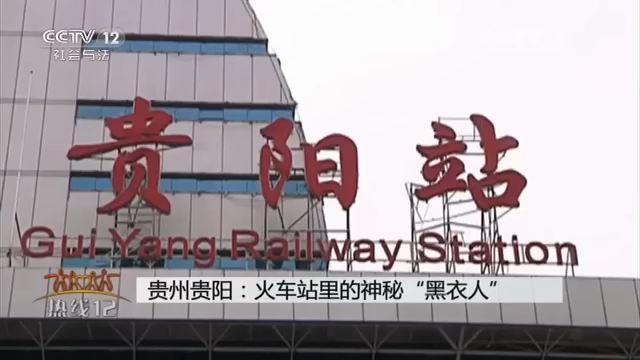 CCTV 12
社会与法
贵阳站
Gui Yang Railway Station
热线12
贵州贵阳：火车站里的神秘“黑衣人”